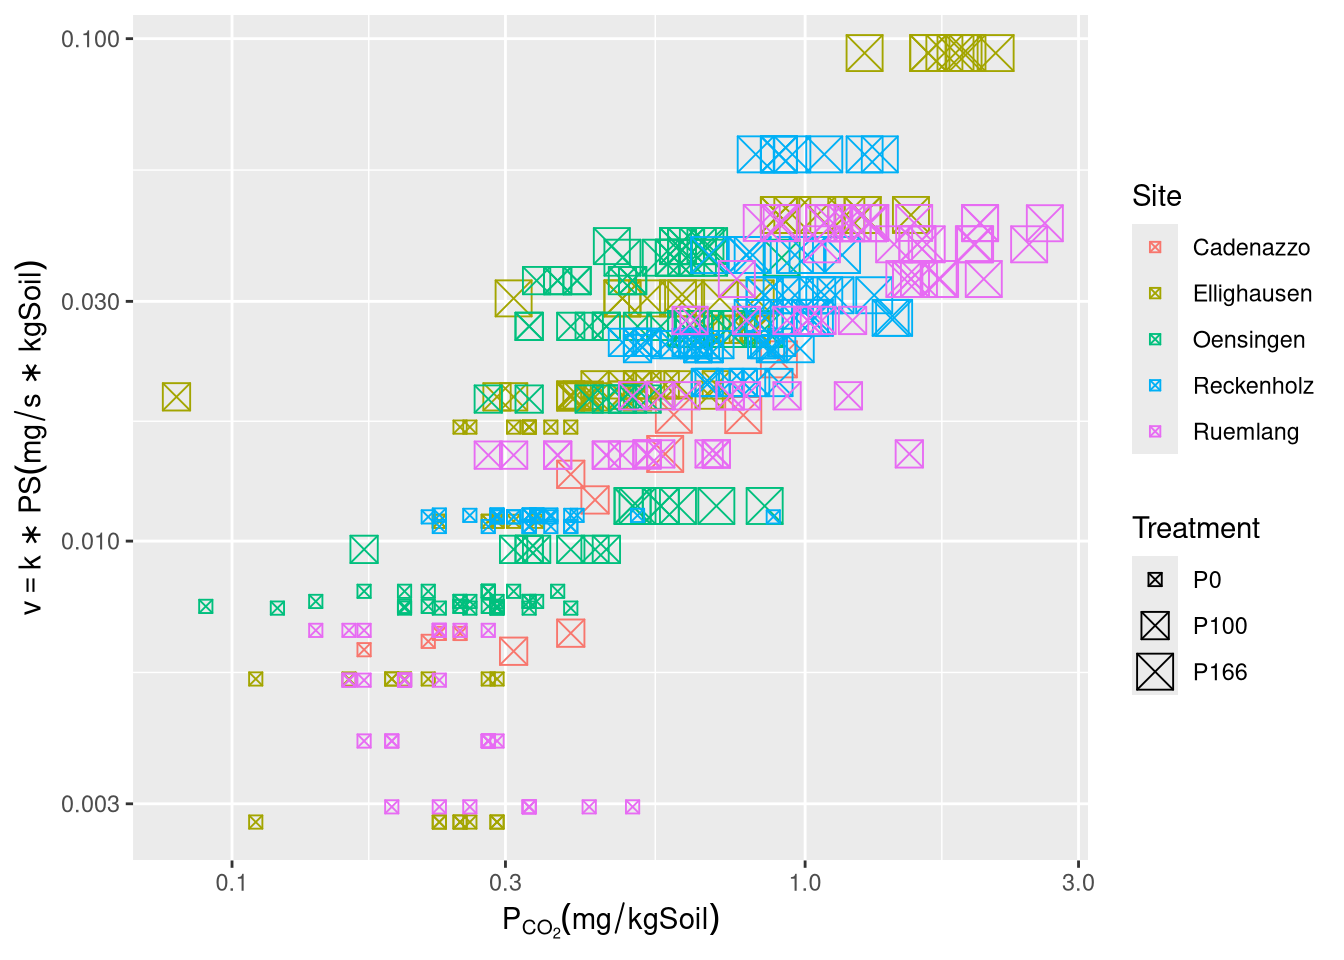 0.100
0.030
0.010
0.003
v = k * PS(mg/s * kgSoil)
0.1
0.3
1.0
3.0
P_CO₂(mg/kgSoil)
Site
Cadenazzo
Ellighausen
Oensingen
Reckenholz
Ruemlang
Treatment
P0
P100
P166